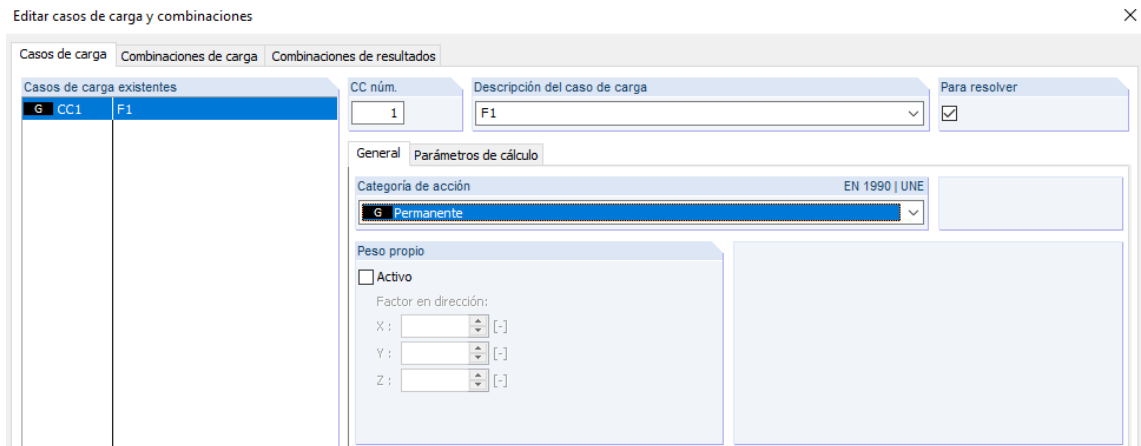 Editar casos de carga y combinaciones
Casos de carga Combinaciones de carga Combinaciones de resultados
Casos de carga existentes
G CC1 F1
CC núm.
1
Descripción del caso de carga
F1
Para resolver
General Parámetros de cálculo
Categoría de acción EN 1990 | UNE
G Permanente
Peso propio
Activo
Factor en dirección:
X : [-]
Y : [-]
Z : [-]